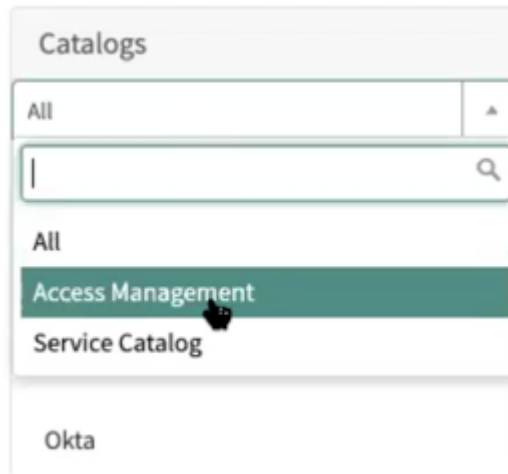 Catalogs
All
All
Access Management
Service Catalog
Okta